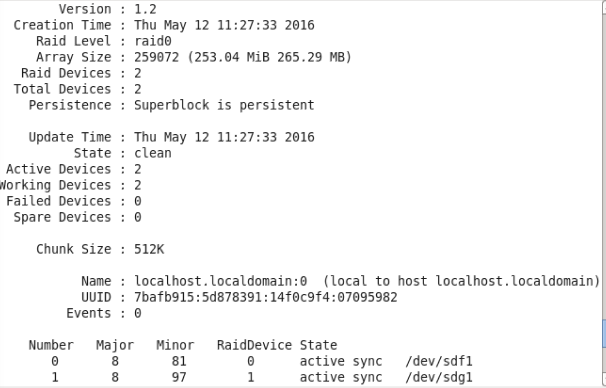 Version : 1.2
Creation Time : Thu May 12 11:27:33 2016
Raid Level : raid0
Array Size : 259072 (253.04 MiB 265.29 MB)
Raid Devices : 2
Total Devices : 2
Persistence : Superblock is persistent
Update Time : Thu May 12 11:27:33 2016
State : clean
Active Devices : 2
Working Devices : 2
Failed Devices : 0
Spare Devices : 0
Chunk Size : 512K
Name : localhost.localdomain:0  (local to host localhost.localdomain)
UUID : 7bafb915:5d878391:14f0c9f4:07095982
Events : 0
Number   Major   Minor   RaidDevice State
0       8       81        0      active sync   /dev/sdf1
1       8       97        1      active sync   /dev/sdg1